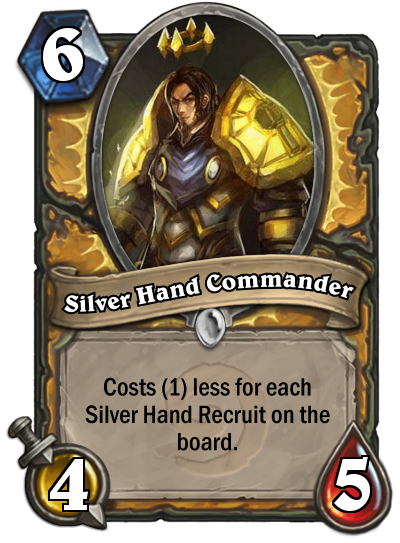 6
Silver Hand Commander
Costs (1) less for each
Silver Hand Recruit on the
board.
4
5